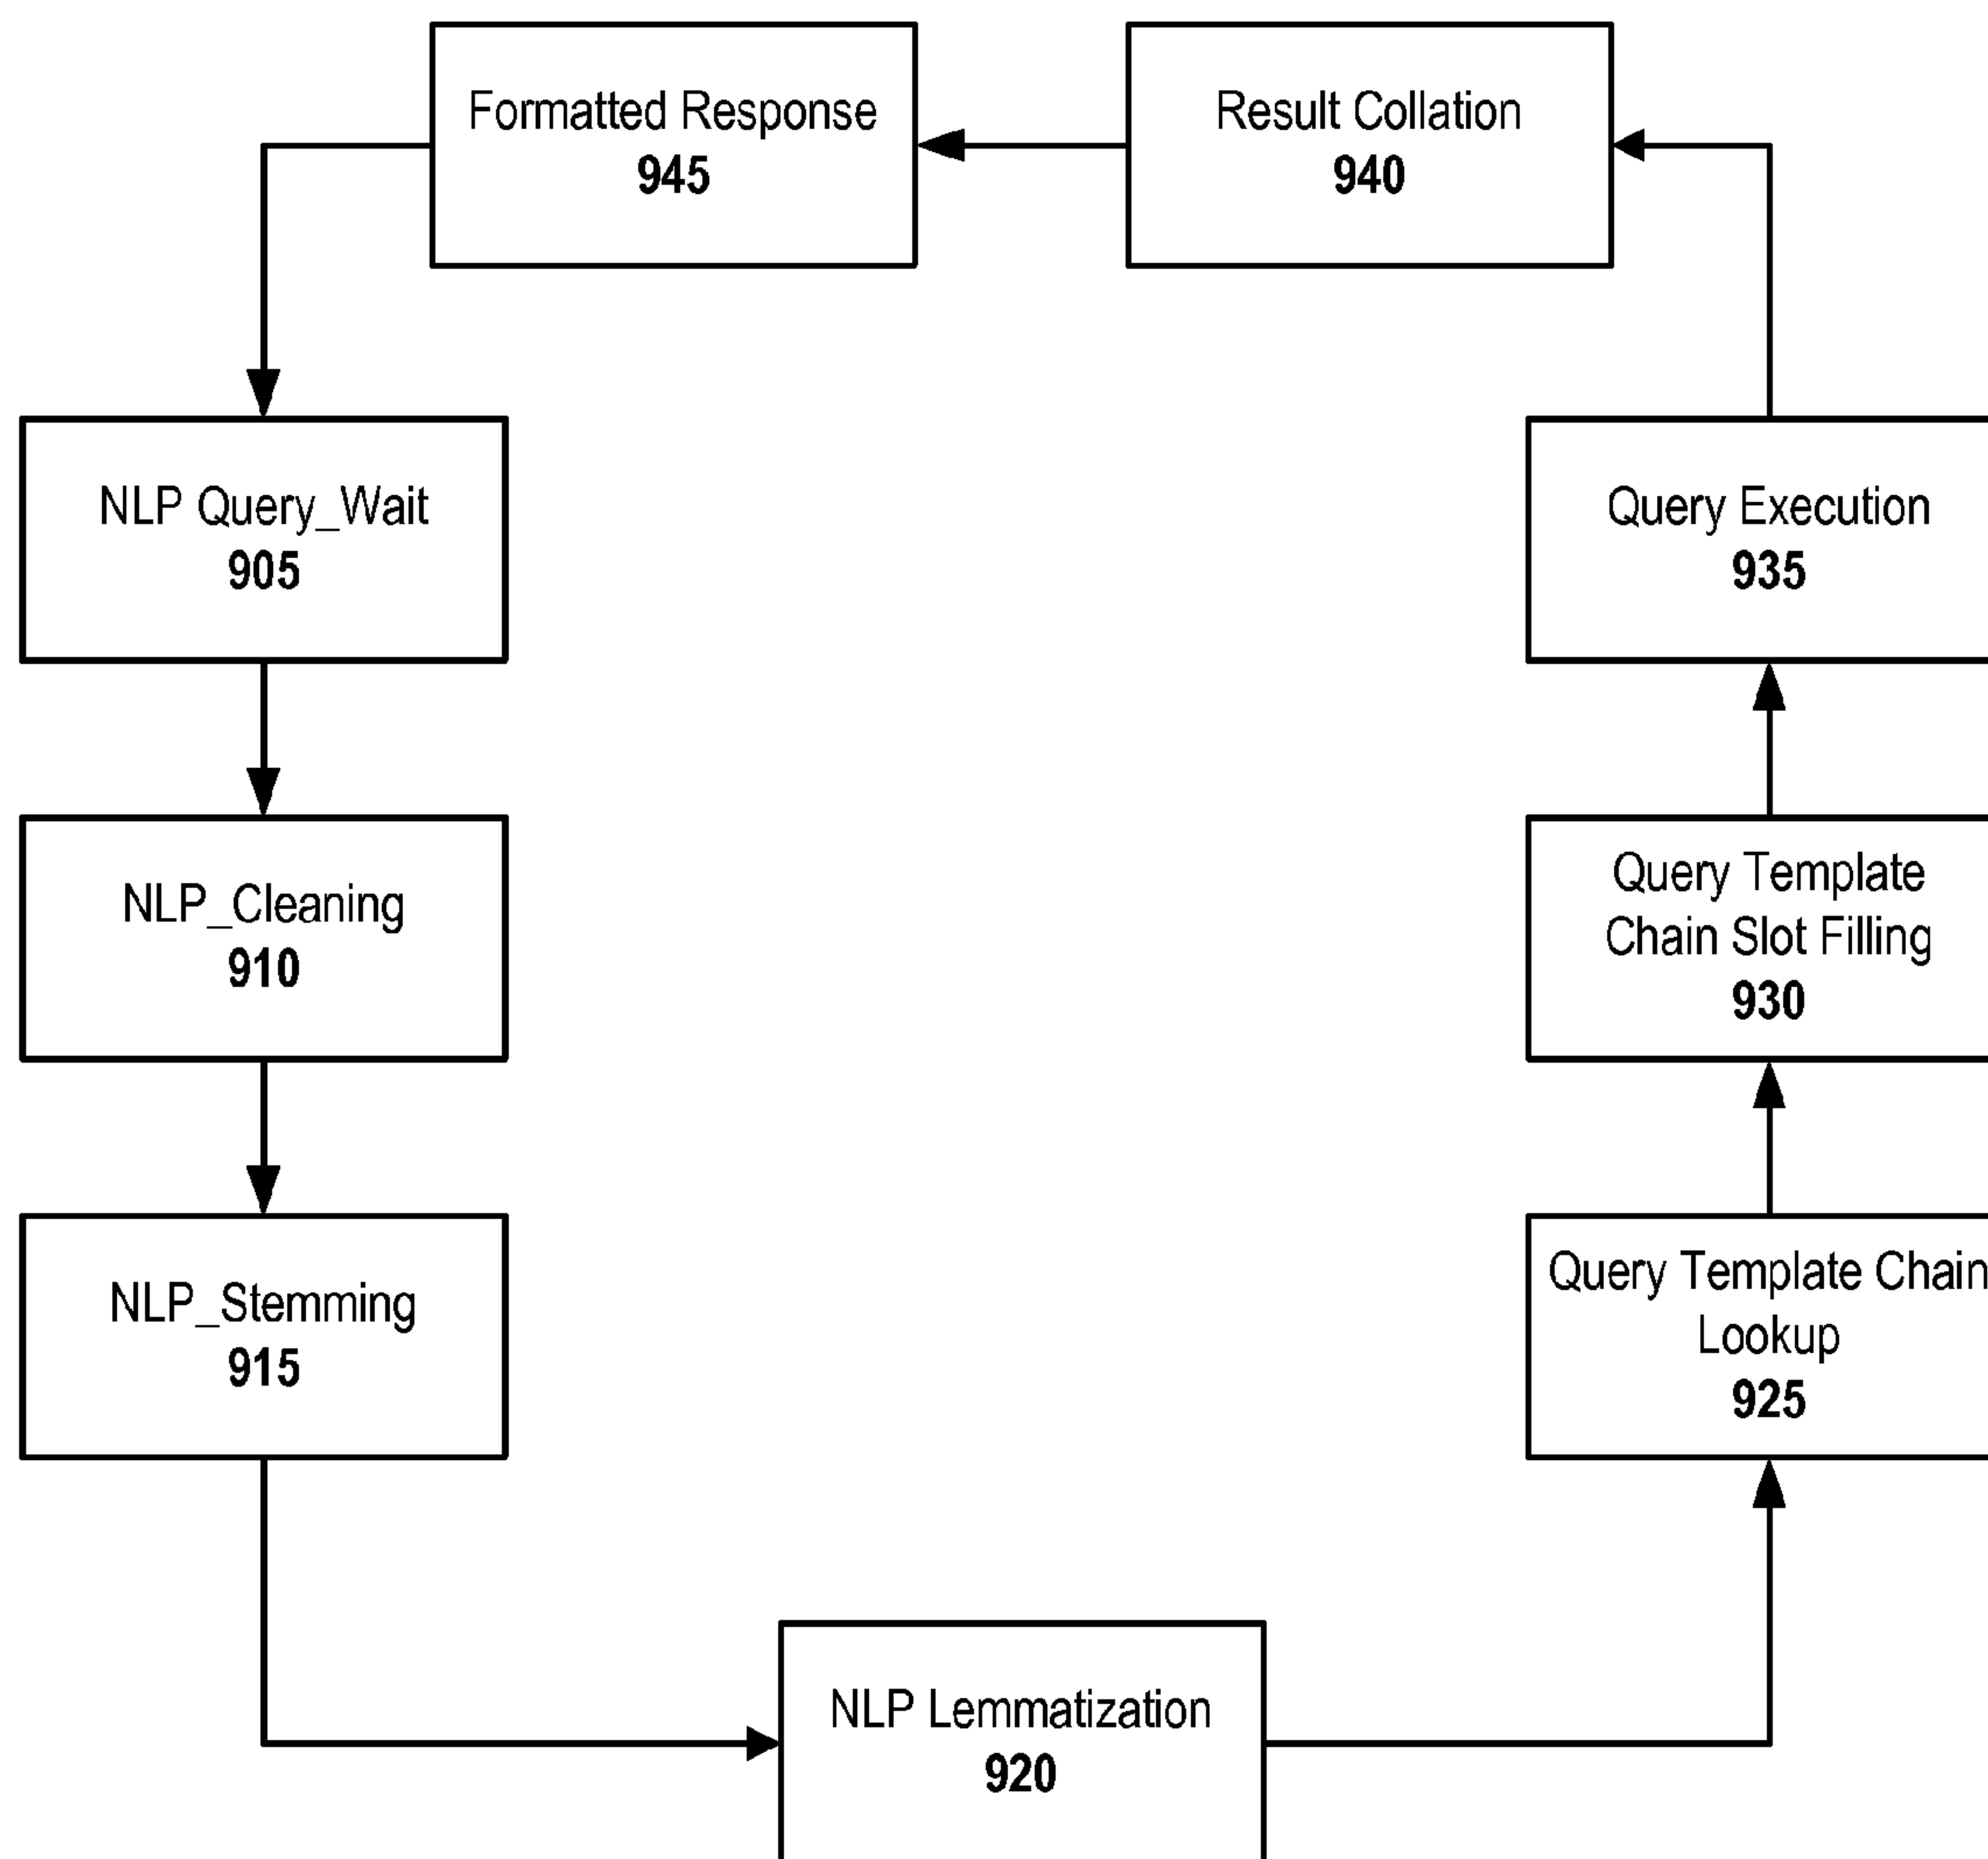 Formatted Response
945
Result Collation
940
NLP Query_Wait
905
Query Execution
935
NLP_Cleaning
910
Query Template
Chain Slot Filling
930
NLP_Stemming
915
Query Template Chain
Lookup
925
NLP Lemmatization
920